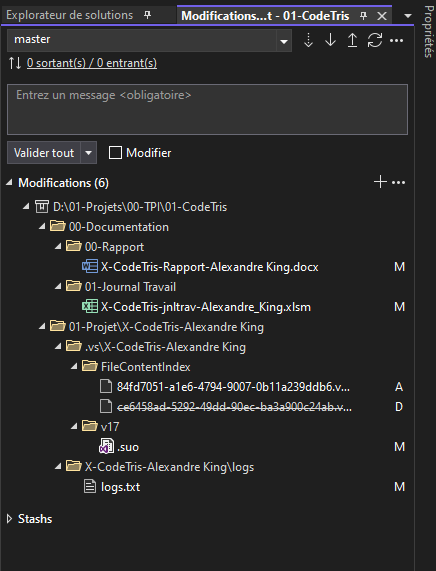 Explorateur de solutions
Modifications...t - 01-CodeTris
master
0 sortant(s) / 0 entrant(s)
Entrez un message <obligatoire>
Valider tout
Modifier
Modifications (6)
D:\01-Projets\00-TPI\01-CodeTris
00-Documentation
00-Rapport
X-CodeTris-Rapport-Alexandre King.docx M
01-Journal Travail
X-CodeTris-jnltrav-Alexandre_King.xlsm M
01-Projet\X-CodeTris-Alexandre King
.vs\X-CodeTris-Alexandre King
FileContentIndex
84fd7051-a1e6-4794-9007-0b11a239ddb6.v... A
ce6458ad-5292-49dd-90ec-ba3a900c24ab.v... D
v17
.suo M
X-CodeTris-Alexandre King\logs
logs.txt M
Stashs
Propriétés